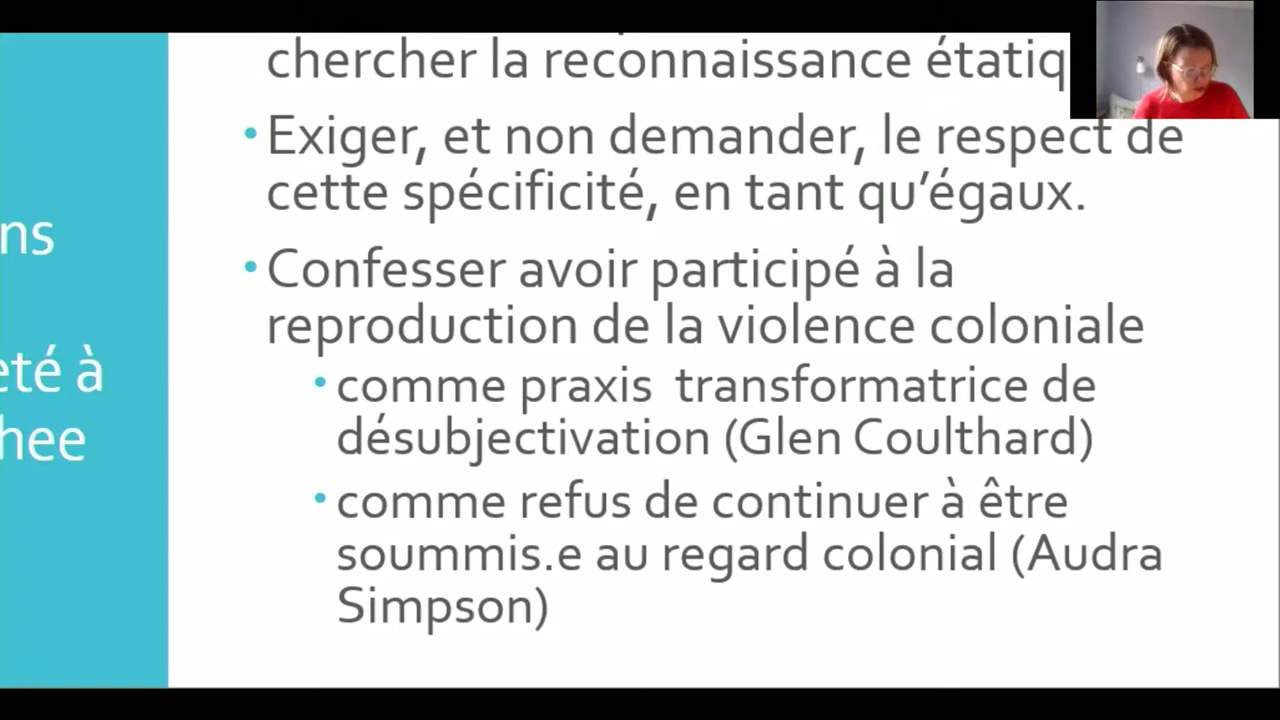 chercher la reconnaissance étatiq
• Exiger, et non demander, le respect de
cette spécificité, en tant qu’égaux.
• Confesser avoir participé à la
reproduction de la violence coloniale
• comme praxis transformatrice de
désubjectivation (Glen Coulthard)
• comme refus de continuer à être
soummis.e au regard colonial (Audra
Simpson)
ns
eté à
hee